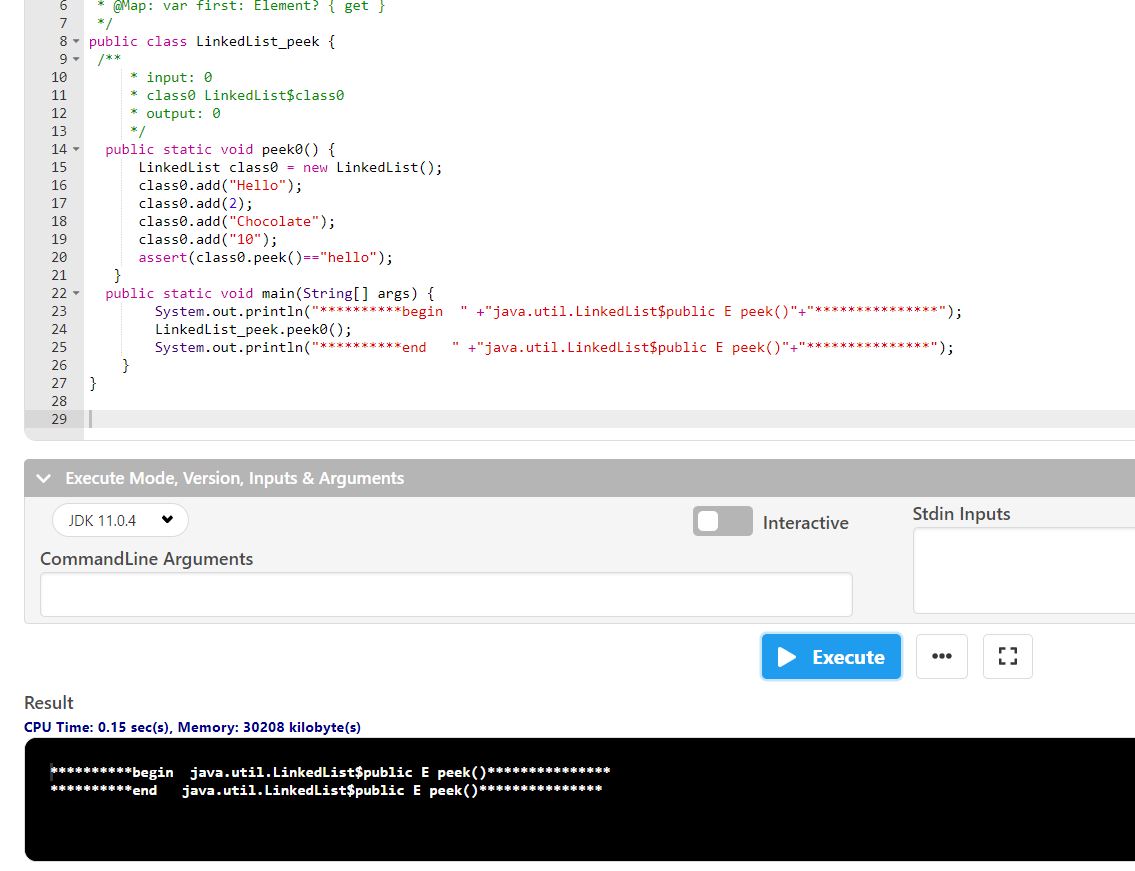 6 * @Map: var first: Element? { get }
7 */
8 public class LinkedList_peek {
9 /**
10 * input: 0
11 * class0 LinkedList$class0
12 * output: 0
13 */
14 public static void peek0() {
15 LinkedList class0 = new LinkedList();
16 class0.add("Hello");
17 class0.add(2);
18 class0.add("Chocolate");
19 class0.add("10");
20 assert(class0.peek()=="hello");
21 }
22 public static void main(String[] args) {
23 System.out.println("**********begin  " +"java.util.LinkedList$public E peek()"+"***************");
24 LinkedList_peek.peek0();
25 System.out.println("**********end   " +"java.util.LinkedList$public E peek()"+"***************");
26 }
27 }
28
29
Execute Mode, Version, Inputs & Arguments
JDK 11.0.4
Interactive
Stdin Inputs
CommandLine Arguments
Execute
Result
CPU Time: 0.15 sec(s), Memory: 30208 kilobyte(s)
**********begin  java.util.LinkedList$public E peek()***************
**********end   java.util.LinkedList$public E peek()***************